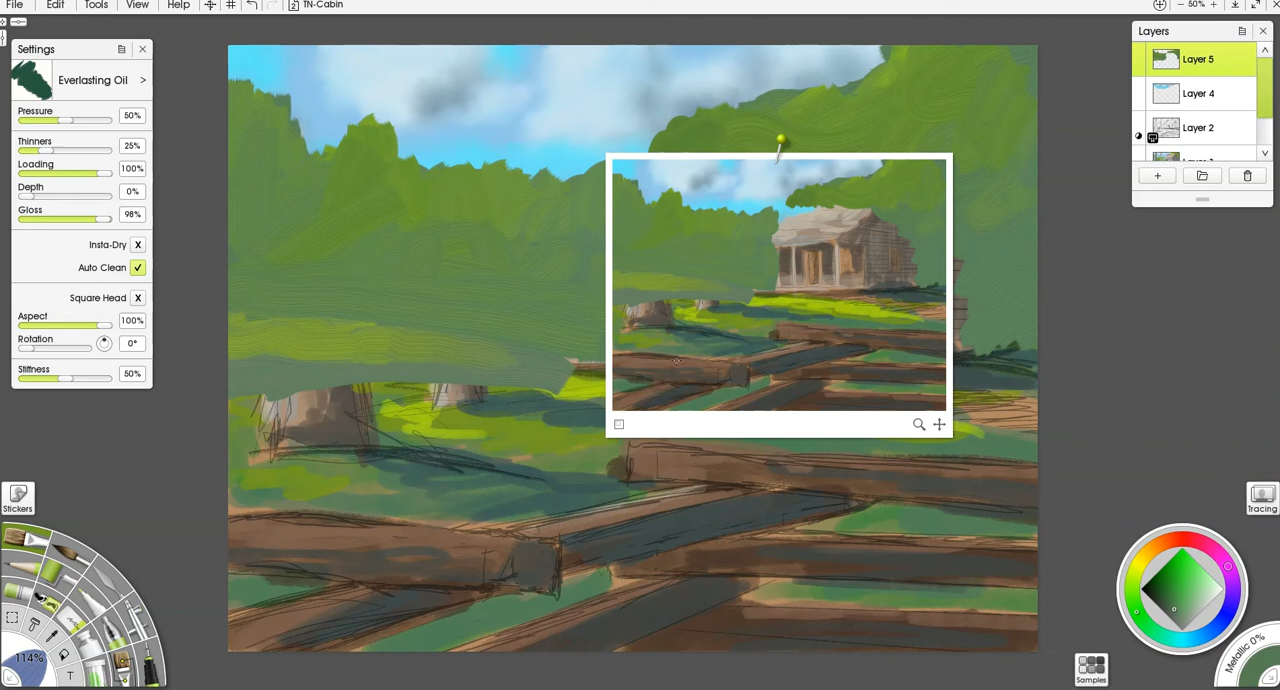 File Edit Tools View Help TN-Cabin 50%
Settings
Everlasting Oil >
Pressure 50%
Thinners 25%
Loading 100%
Depth 0%
Gloss 98%
Insta-Dry X
Auto Clean
Square Head X
Aspect 100%
Rotation 0°
Stiffness 50%
Stickers
114%
T
Layers
Layer 5
Layer 4
Layer 2
Tracing
Samples
Metallic 0%